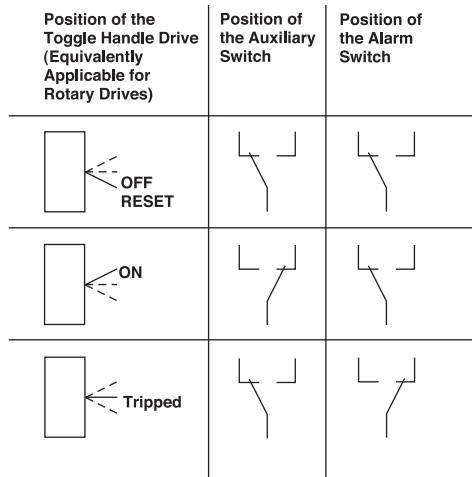 Position of the
Toggle Handle Drive
(Equivalently
Applicable for
Rotary Drives)
Position of
the Auxiliary
Switch
Position of
the Alarm
Switch
OFF
RESET
ON
Tripped